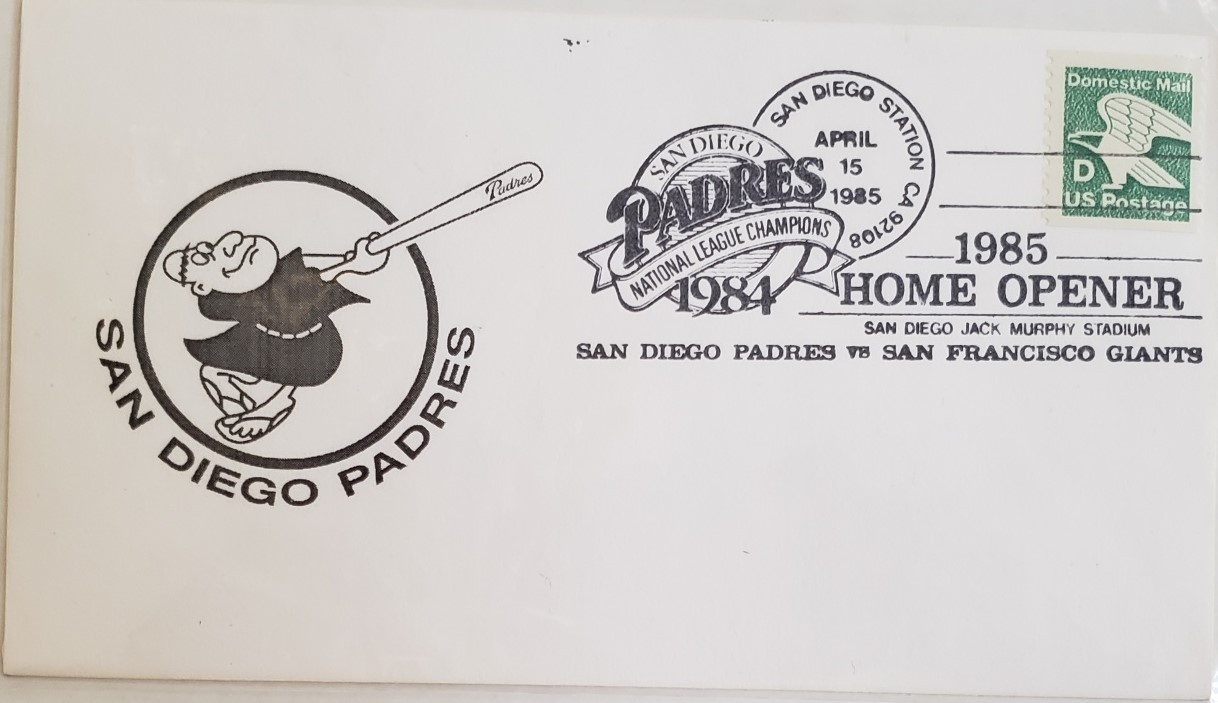 Padres
SAN DIEGO PADRES
SAN DIEGO
PADRES
NATIONAL LEAGUE CHAMPIONS
1984
SAN DIEGO STATION CA 92108
APRIL
15
1985
Domestic Mail
D
US Postage
1985
HOME OPENER
SAN DIEGO JACK MURPHY STADIUM
SAN DIEGO PADRES VS SAN FRANCISCO GIANTS